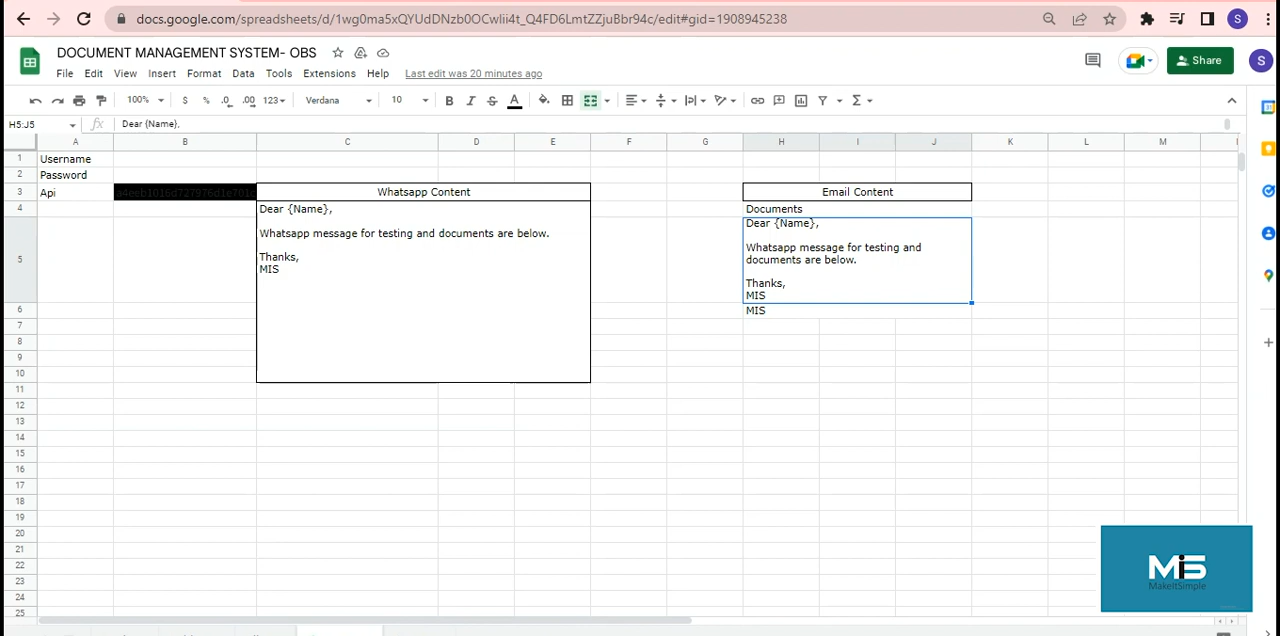 docs.google.com/spreadsheets/d/1wg0ma5xQYUdDNzb0OCwIii4t_Q4FD6LmtZZjuBbr94c/edit#gid=1908945238
S
DOCUMENT MANAGEMENT SYSTEM- OBS
File Edit View Insert Format Data Tools Extensions Help Last edit was 20 minutes ago
Share
S
100% $ % .0 .00 123 Verdana 10 B I S A
H5:J5 fx Dear {Name},
A B C D E F G H I J K L M
1 Username
2 Password
3 Api Whatsapp Content Email Content
4 Dear {Name}, Documents
Dear {Name},
Whatsapp message for testing and documents are below.
Whatsapp message for testing and
documents are below.
5
Thanks,
MIS
Thanks,
MIS
6 MIS
7
8
9
10
11
12
13
14
15
16
17
18
19
20
21
22
23
24
25
MIS
MakeItSimple